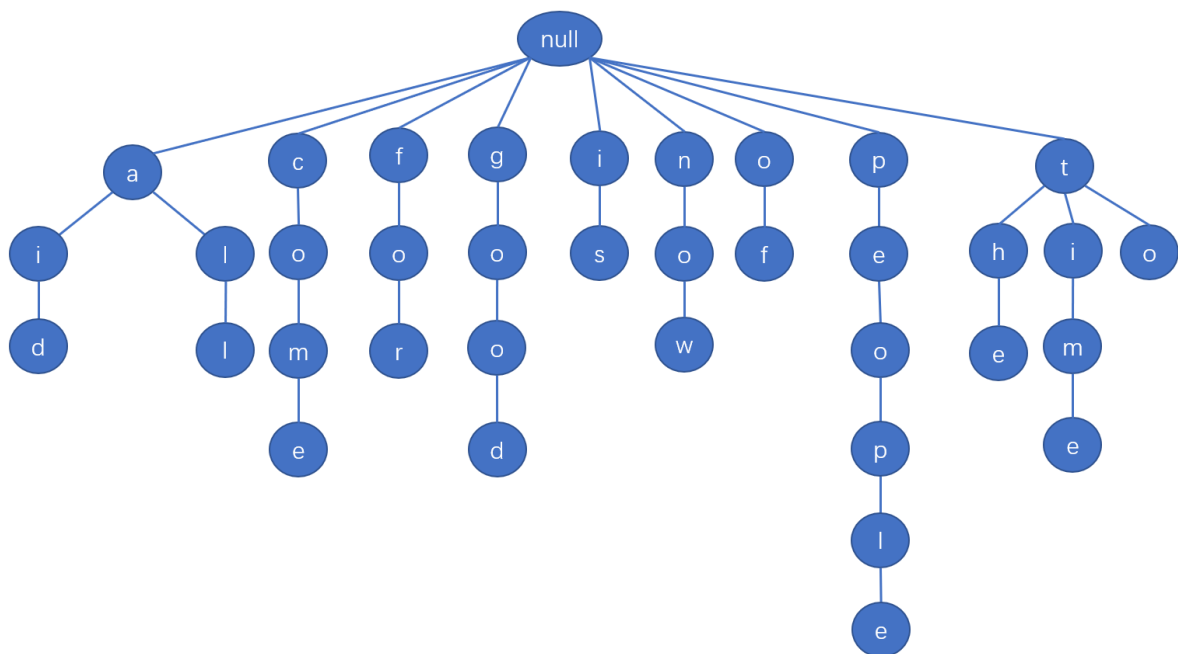 null
a c f g i n o p t
i l o o o s o f e h i o
d l m r o w o e m
e d p e
l
e